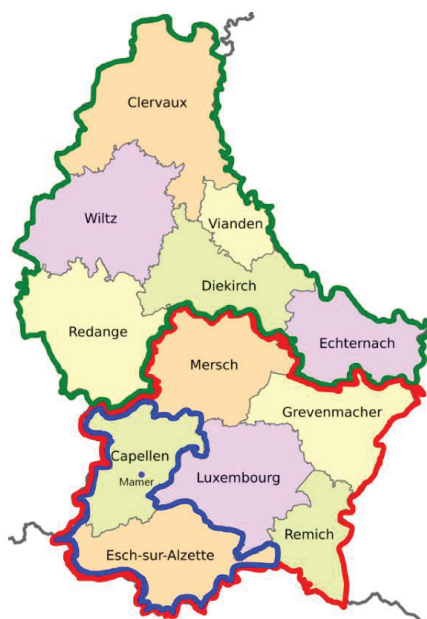 Clervaux
Wiltz
Vianden
Diekirch
Redange
Echternach
Mersch
Grevenmacher
Capellen
Mamer
Luxembourg
Remich
Esch-sur-Alzette